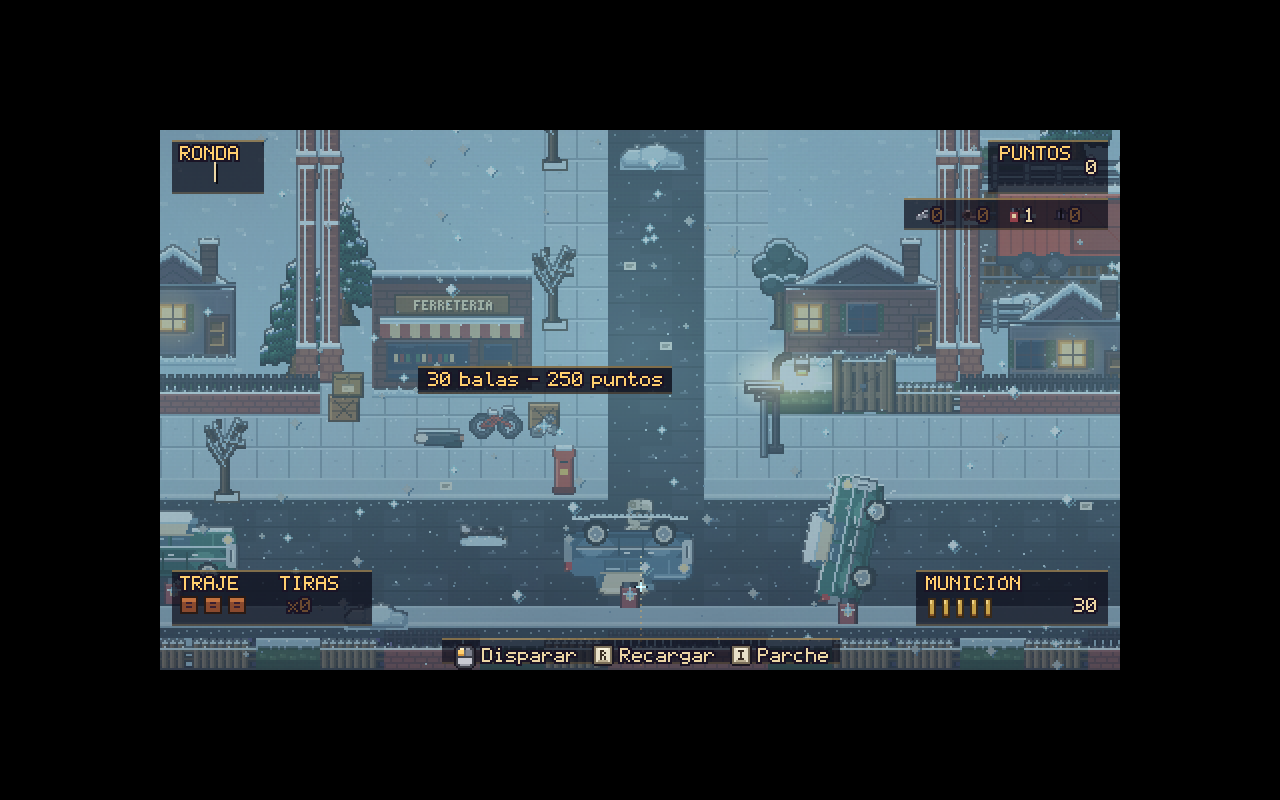 RONDA
|
PUNTOS
0
0 0 1 0
FERRETERIA
30 balas - 250 puntos
TRAJE TIRAS
x0
MUNICIóN
30
Disparar R Recargar I Parche